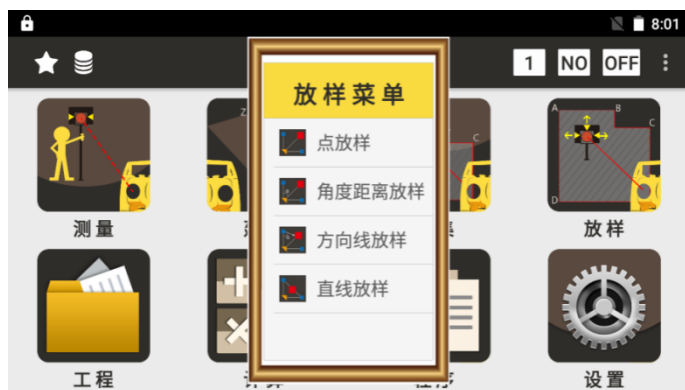 8:01
1 NO OFF
放样菜单
点放样
角度距离放样
方向线放样
直线放样
Z
C
A B
C
D
测量
放样
工程
设置